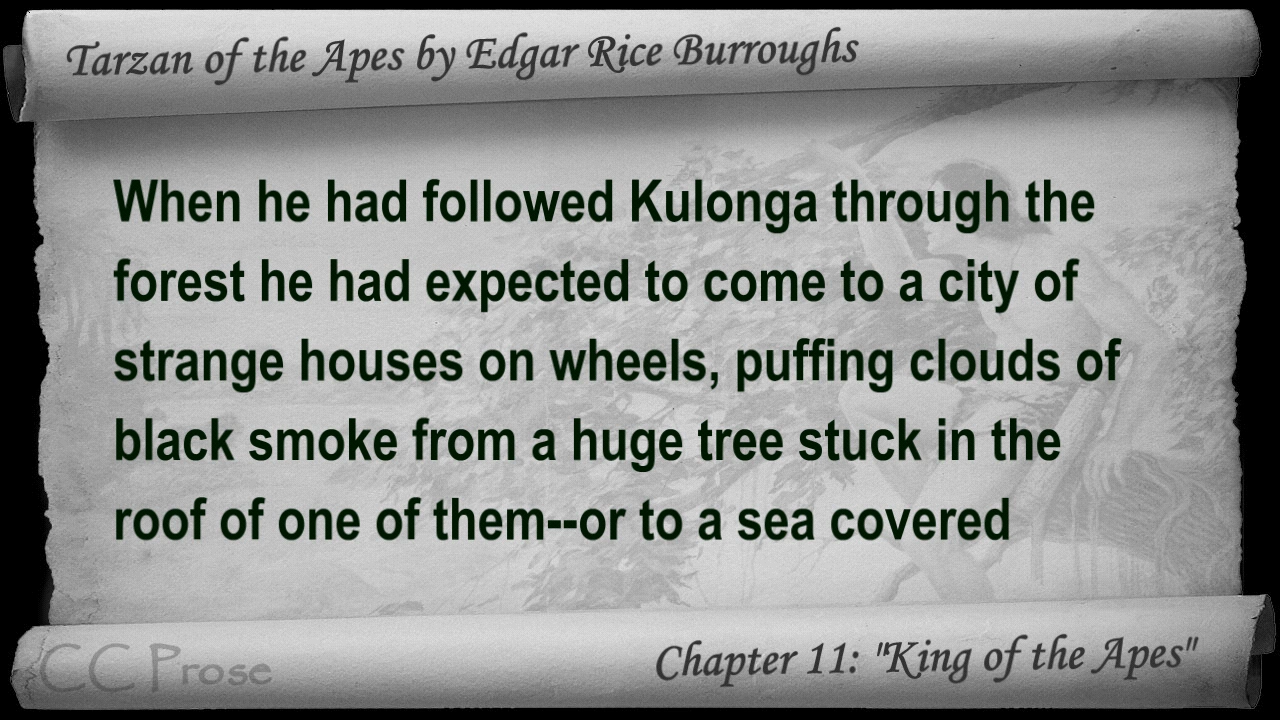 Tarzan of the Apes by Edgar Rice Burroughs
When he had followed Kulonga through the
forest he had expected to come to a city of
strange houses on wheels, puffing clouds of
black smoke from a huge tree stuck in the
roof of one of them--or to a sea covered
CC Prose
Chapter 11: "King of the Apes"